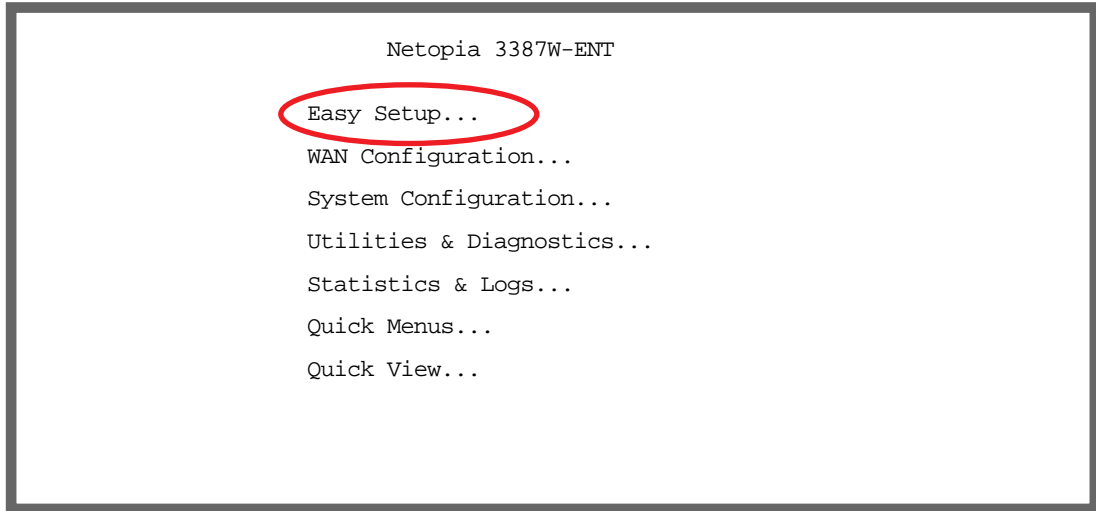 Netopia 3387W-ENT
Easy Setup...
WAN Configuration...
System Configuration...
Utilities & Diagnostics...
Statistics & Logs...
Quick Menus...
Quick View...